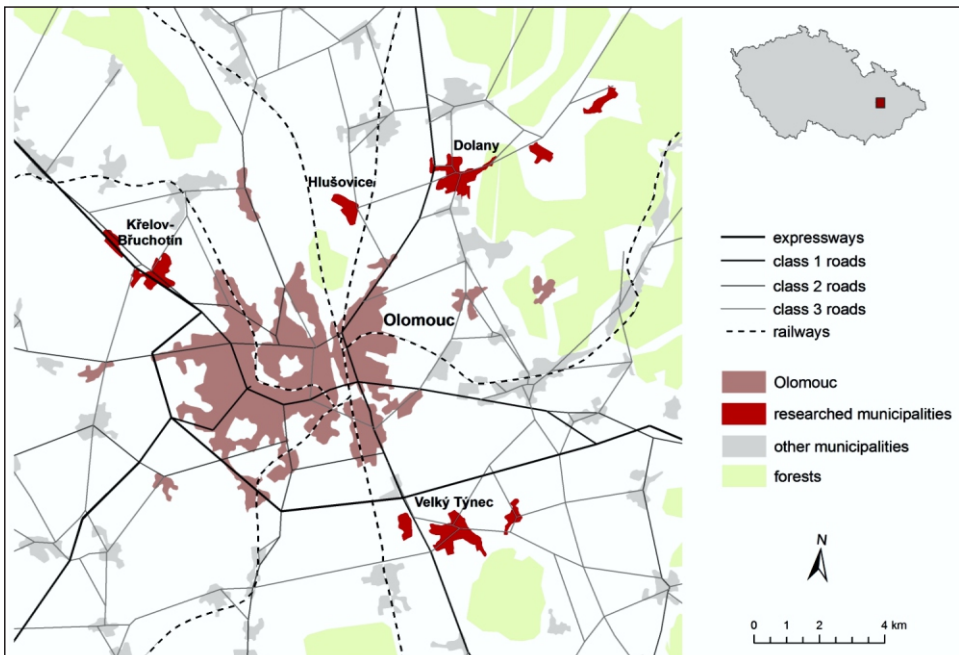 Dolany
Hlušovice
Křelov-
Břuchotín
Olomouc
Velký Týnec
expressways
class 1 roads
class 2 roads
class 3 roads
railways
Olomouc
researched municipalities
other municipalities
forests
N
0 1 2 4 km